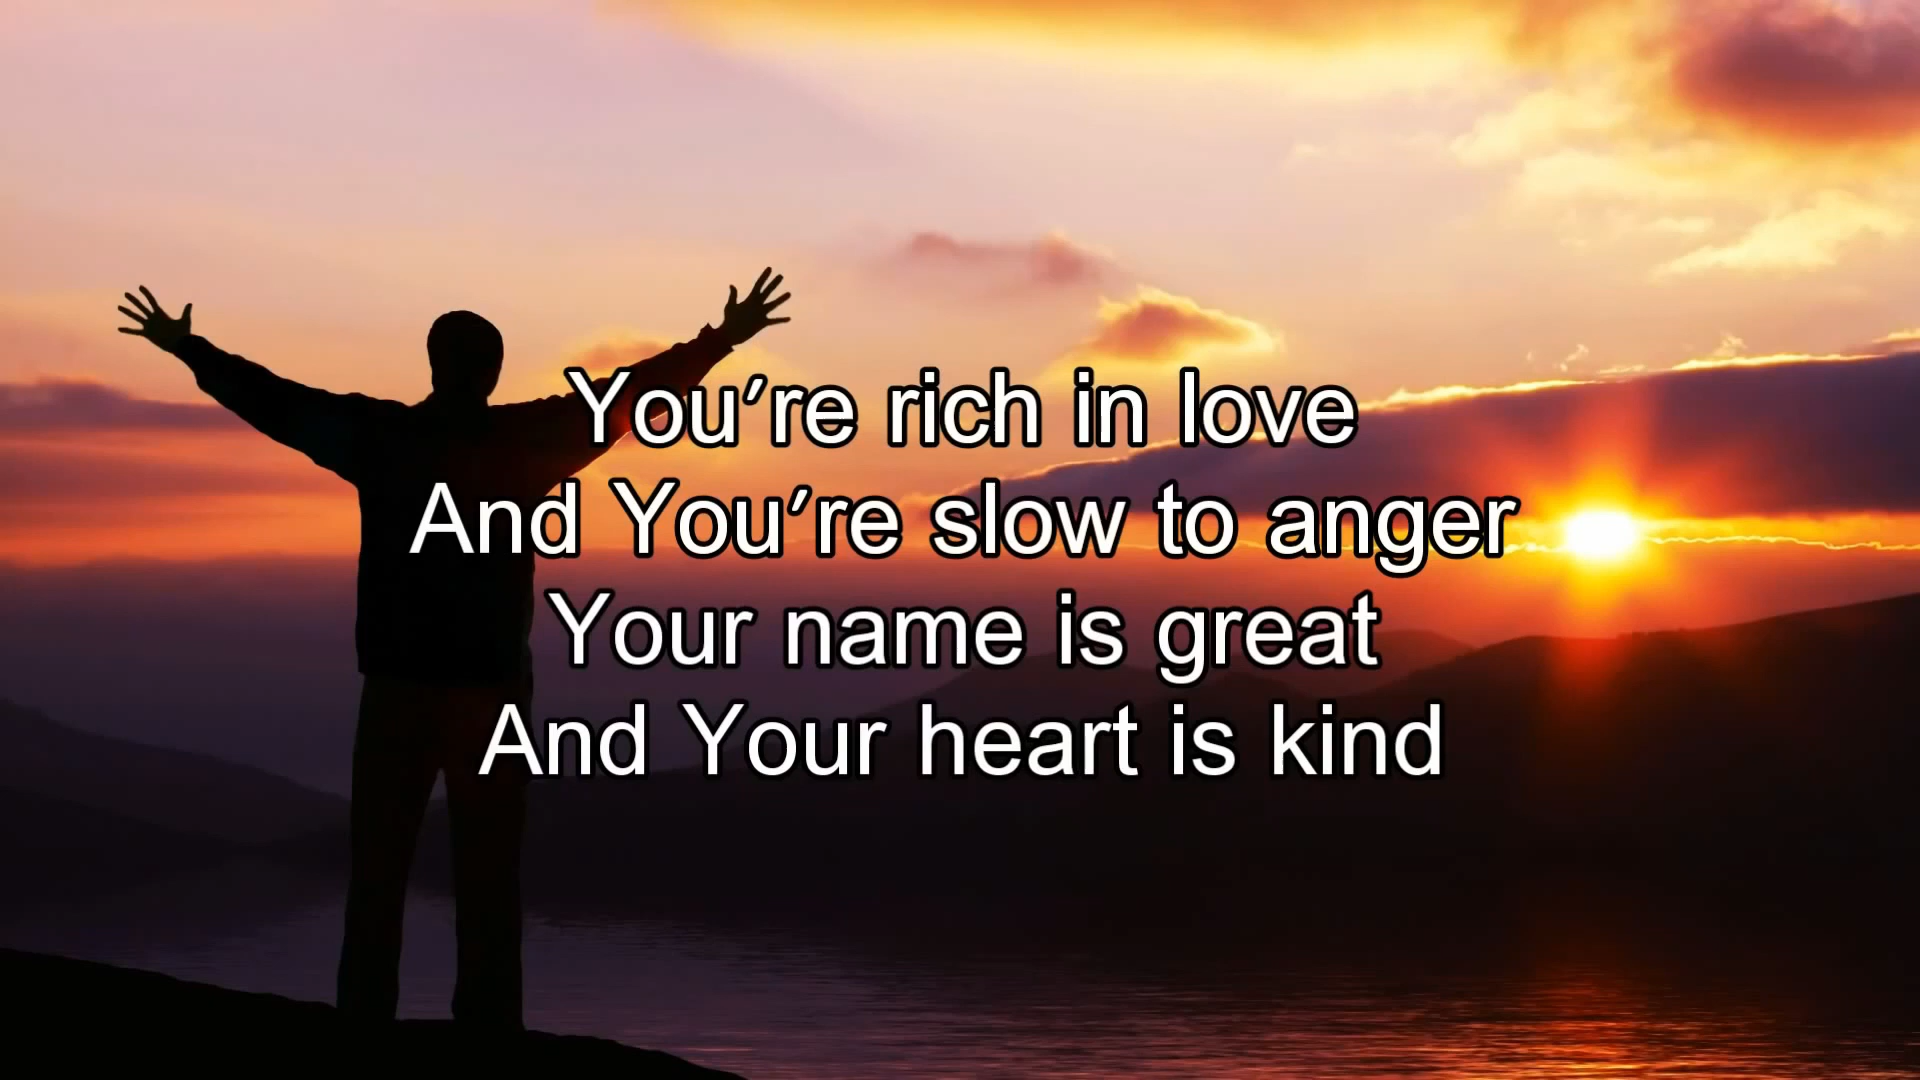 You're rich in love
And You're slow to anger
Your name is great
And Your heart is kind